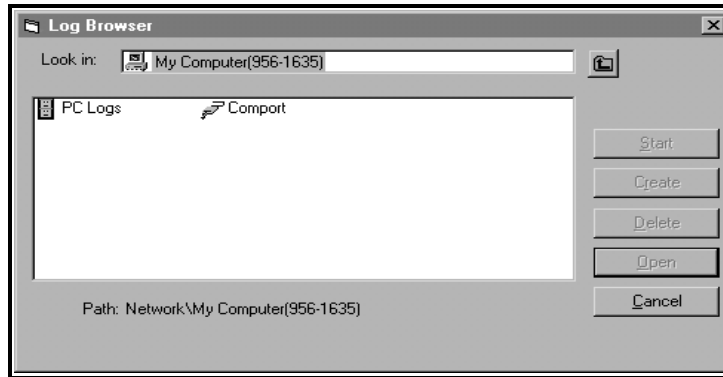 Log Browser
Look in: My Computer(956-1635)
PC Logs Comport
Start
Create
Delete
Open
Cancel
Path: Network\My Computer(956-1635)